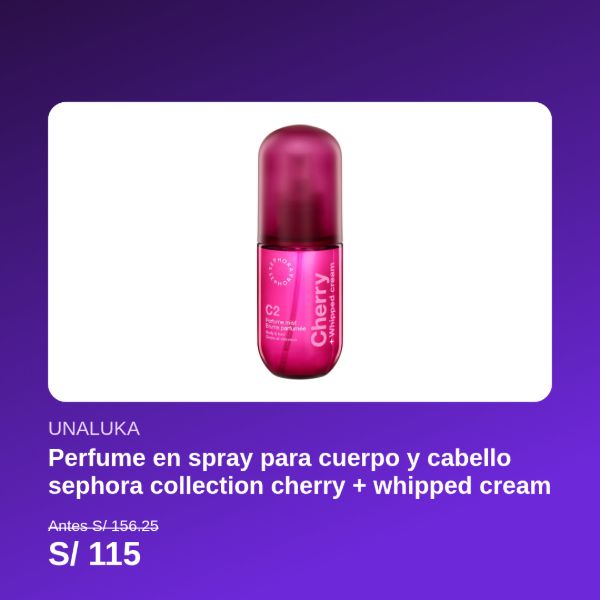 SEPHORA
C2
Perfume mist
Brume parfumée
Cherry
+ Whipped cream
UNALUKA
Perfume en spray para cuerpo y cabello
sephora collection cherry + whipped cream
Antes S/ 156.25
S/ 115